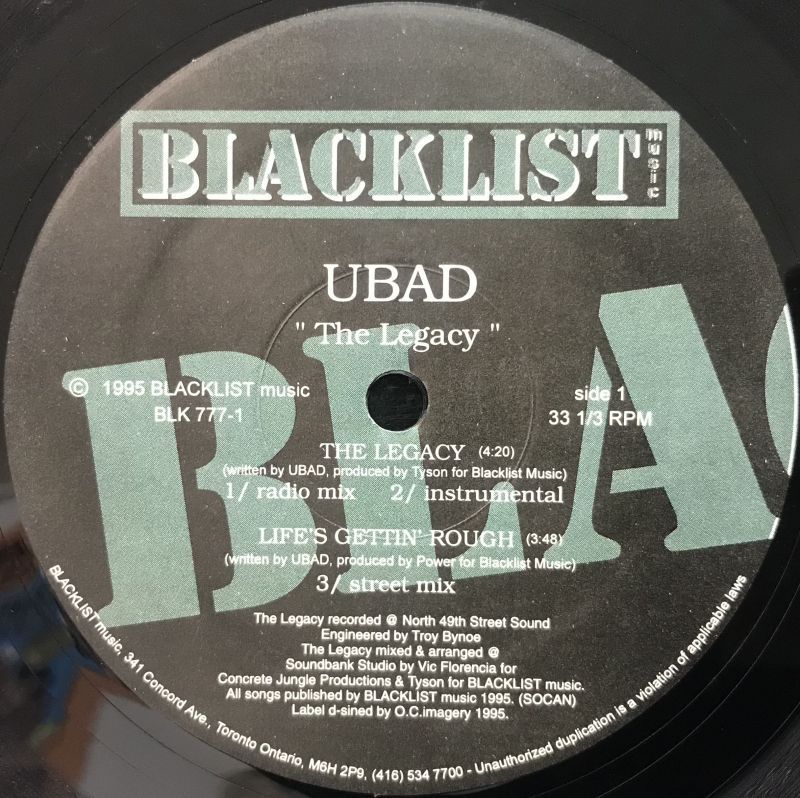 BLACKLIST music
UBAD
" The Legacy "
BLA
© 1995 BLACKLIST music
BLK 777-1
side 1
33 1/3 RPM
THE LEGACY (4:20)
(written by UBAD, produced by Tyson for Blacklist Music)
1/ radio mix 2/ instrumental
LIFE'S GETTIN' ROUGH (3:48)
(written by UBAD, produced by Power for Blacklist Music)
3/ street mix
The Legacy recorded @ North 49th Street Sound
Engineered by Troy Bynoe
The Legacy mixed & arranged @
Soundbank Studio by Vic Florencia for
Concrete Jungle Productions & Tyson for BLACKLIST music.
All songs published by BLACKLIST music 1995. (SOCAN)
Label d-sined by O.C.imagery 1995.
BLACKLIST music, 341 Concord Ave., Toronto Ontario, M6H 2P9, (416) 534 7700 - Unauthorized duplication is a violation of applicable laws